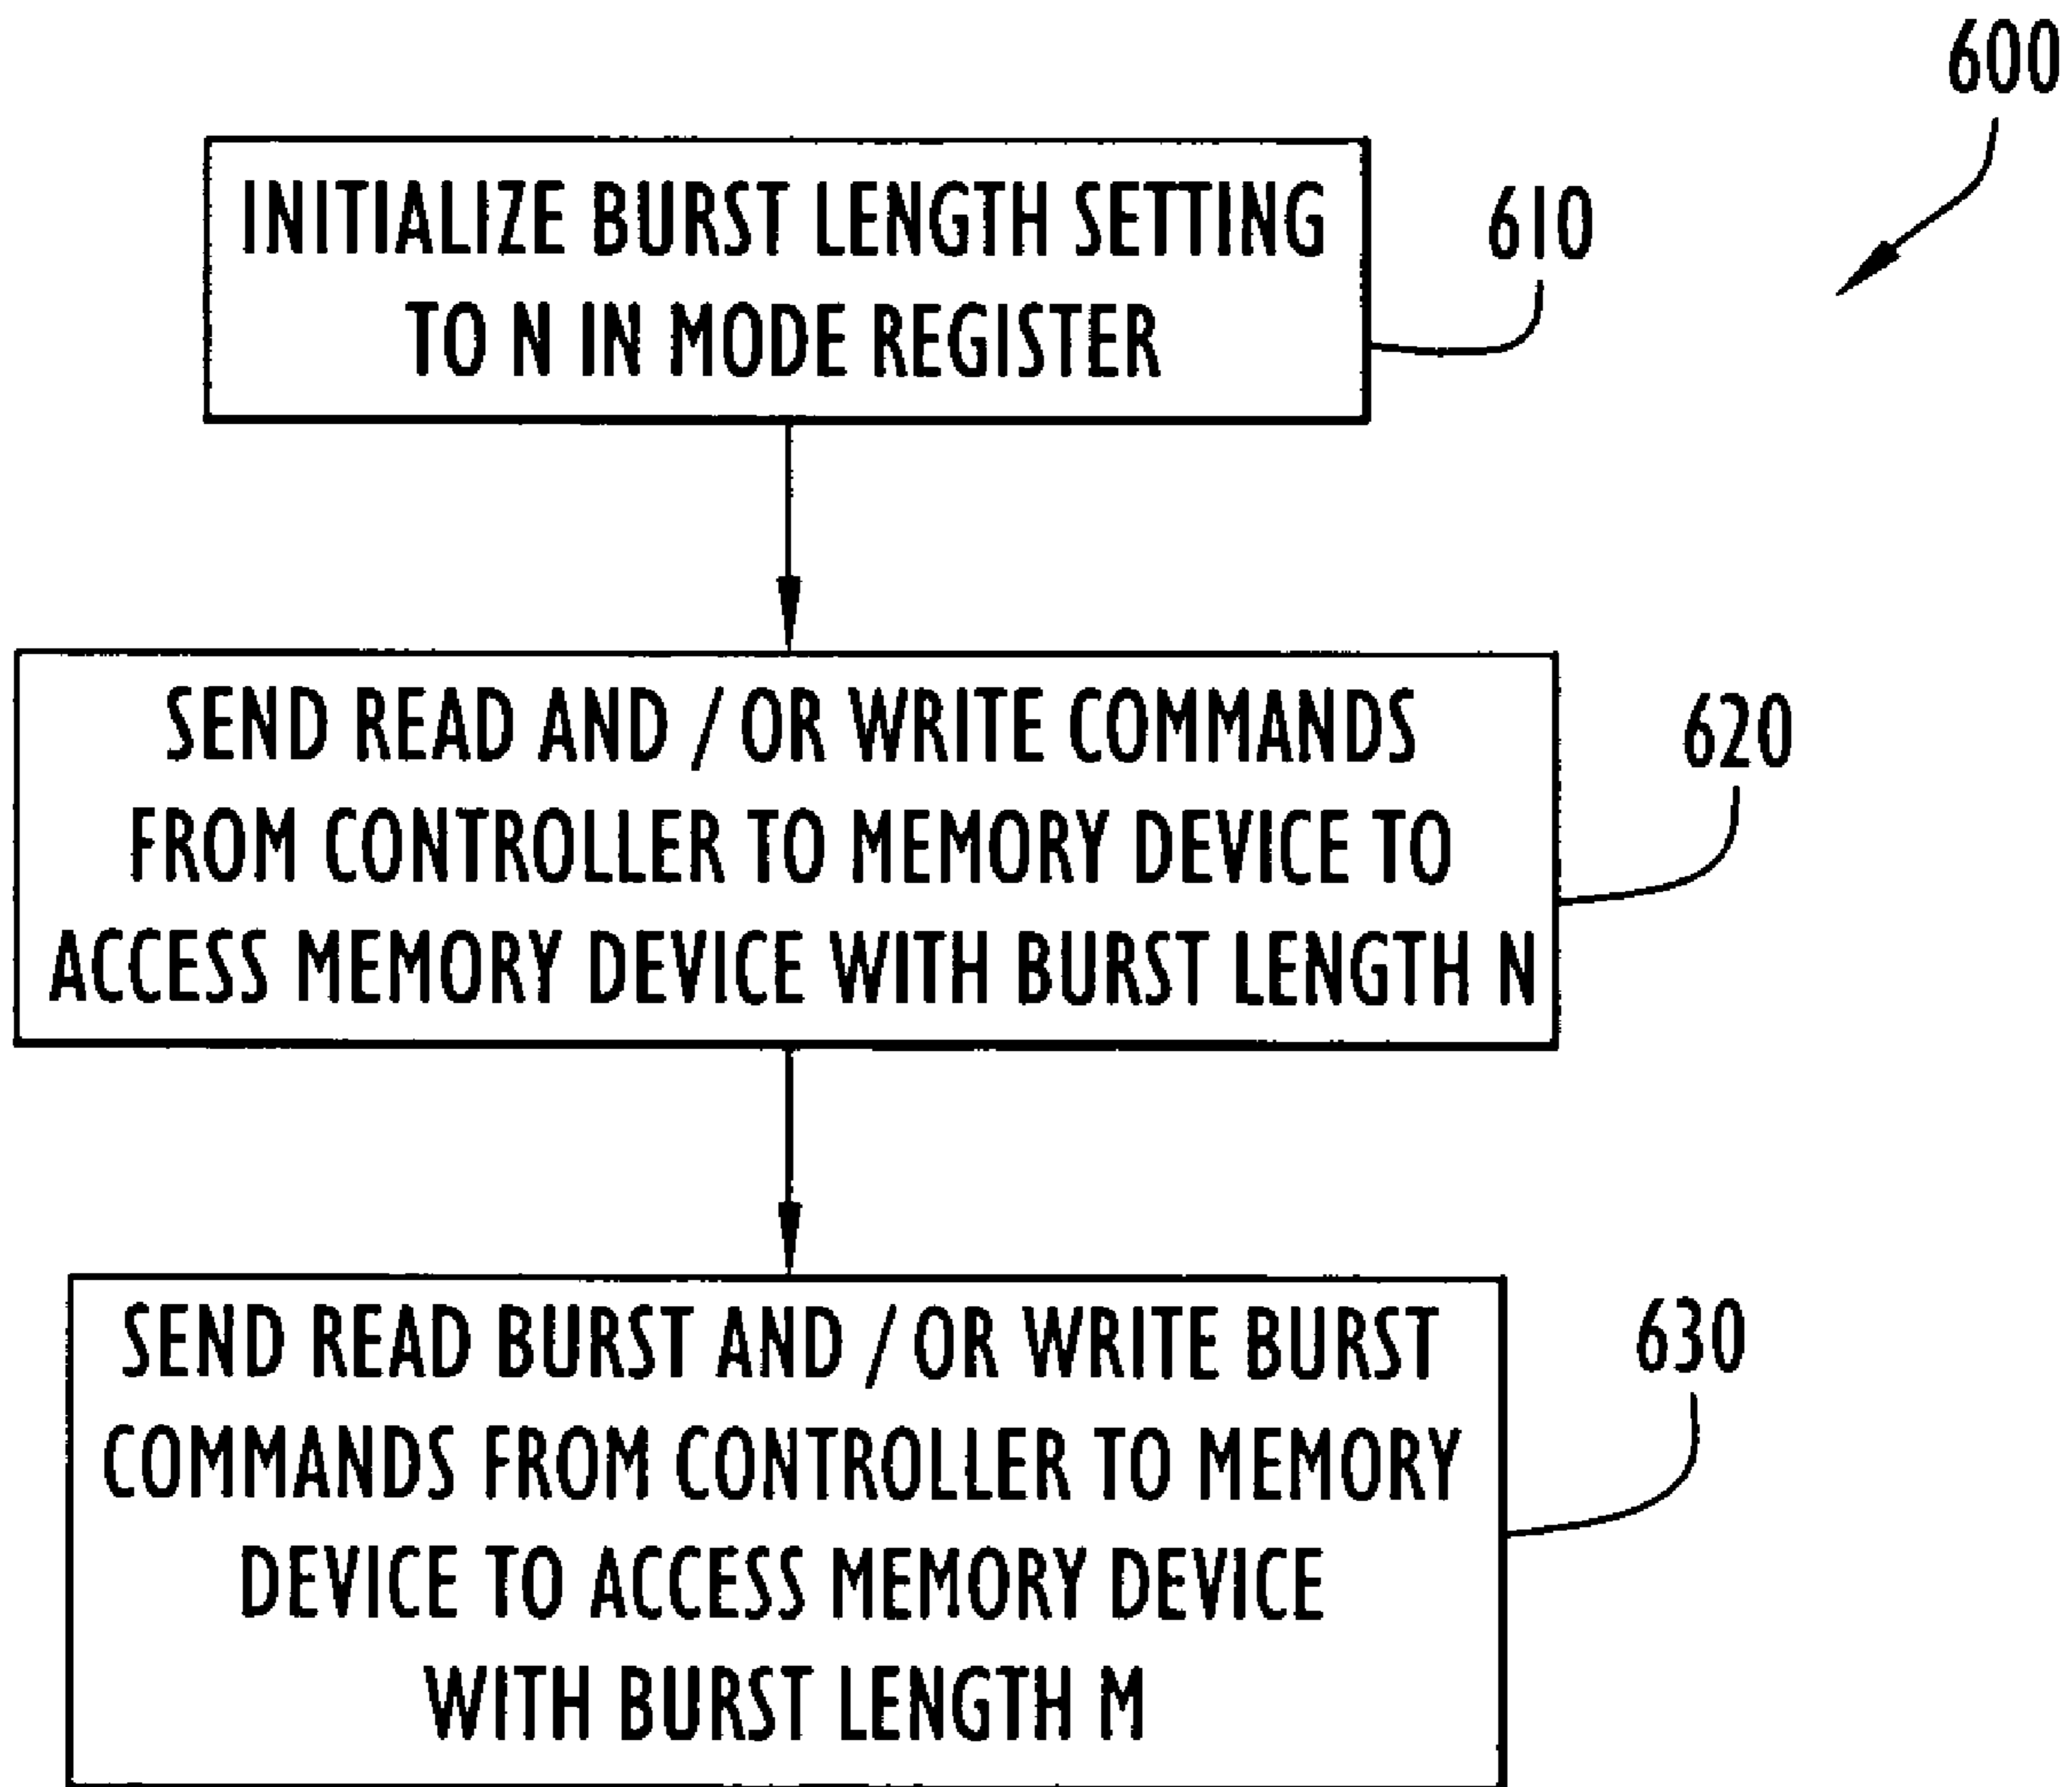 600
INITIALIZE BURST LENGTH SETTING
TO N IN MODE REGISTER
610
SEND READ AND/OR WRITE COMMANDS
FROM CONTROLLER TO MEMORY DEVICE TO
ACCESS MEMORY DEVICE WITH BURST LENGTH N
620
SEND READ BURST AND/OR WRITE BURST
COMMANDS FROM CONTROLLER TO MEMORY
DEVICE TO ACCESS MEMORY DEVICE
WITH BURST LENGTH M
630